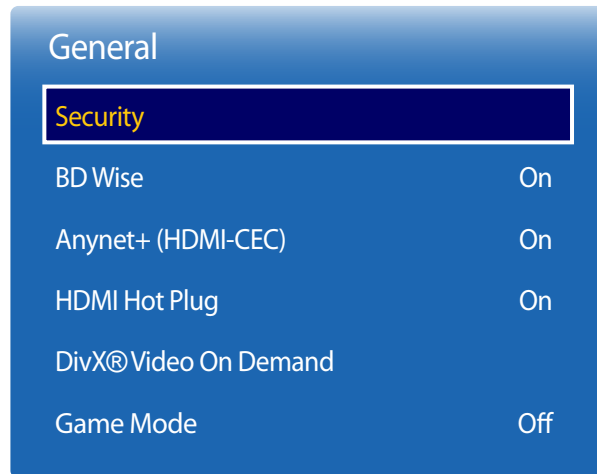 General
Security
BD Wise On
Anynet+ (HDMI-CEC) On
HDMI Hot Plug On
DivX® Video On Demand
Game Mode Off